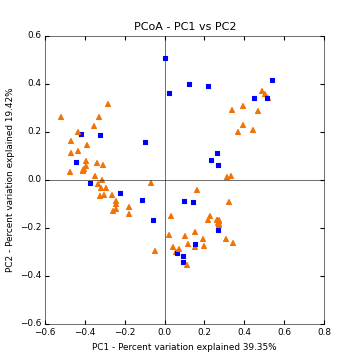 PCoA - PC1 vs PC2
0.6
0.4
0.2
0.0
−0.2
−0.4
−0.6
PC2 - Percent variation explained 19.42%
−0.6 −0.4 −0.2 0.0 0.2 0.4 0.6 0.8
PC1 - Percent variation explained 39.35%